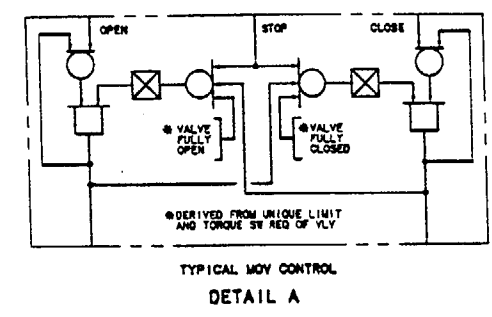 OPEN STOP CLOSE
* VALVE FULLY OPEN
* VALVE FULLY CLOSED
* DERIVED FROM UNIQUE LIMIT
AND TORQUE SW REQ OF VLV
TYPICAL MOV CONTROL
DETAIL A